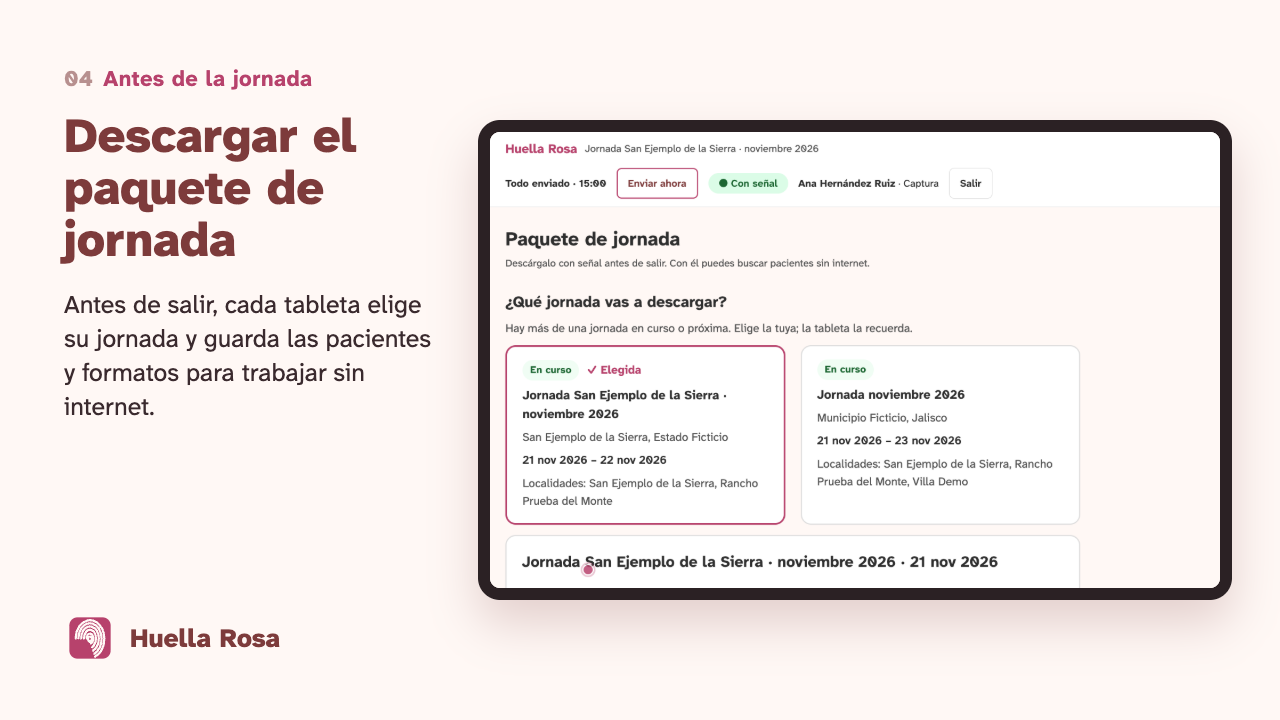 04 Antes de la jornada
Descargar el
paquete de
jornada
Antes de salir, cada tableta elige
su jornada y guarda las pacientes
y formatos para trabajar sin
internet.
Huella Rosa
Huella Rosa Jornada San Ejemplo de la Sierra · noviembre 2026
Todo enviado · 15:00 Enviar ahora Con señal Ana Hernández Ruiz · Captura Salir
Paquete de jornada
Descárgalo con señal antes de salir. Con él puedes buscar pacientes sin internet.
¿Qué jornada vas a descargar?
Hay más de una jornada en curso o próxima. Elige la tuya; la tableta la recuerda.
En curso ✓ Elegida
Jornada San Ejemplo de la Sierra ·
noviembre 2026
San Ejemplo de la Sierra, Estado Ficticio
21 nov 2026 – 22 nov 2026
Localidades: San Ejemplo de la Sierra, Rancho
Prueba del Monte
En curso
Jornada noviembre 2026
Municipio Ficticio, Jalisco
21 nov 2026 – 23 nov 2026
Localidades: San Ejemplo de la Sierra, Rancho
Prueba del Monte, Villa Demo
Jornada San Ejemplo de la Sierra · noviembre 2026 · 21 nov 2026